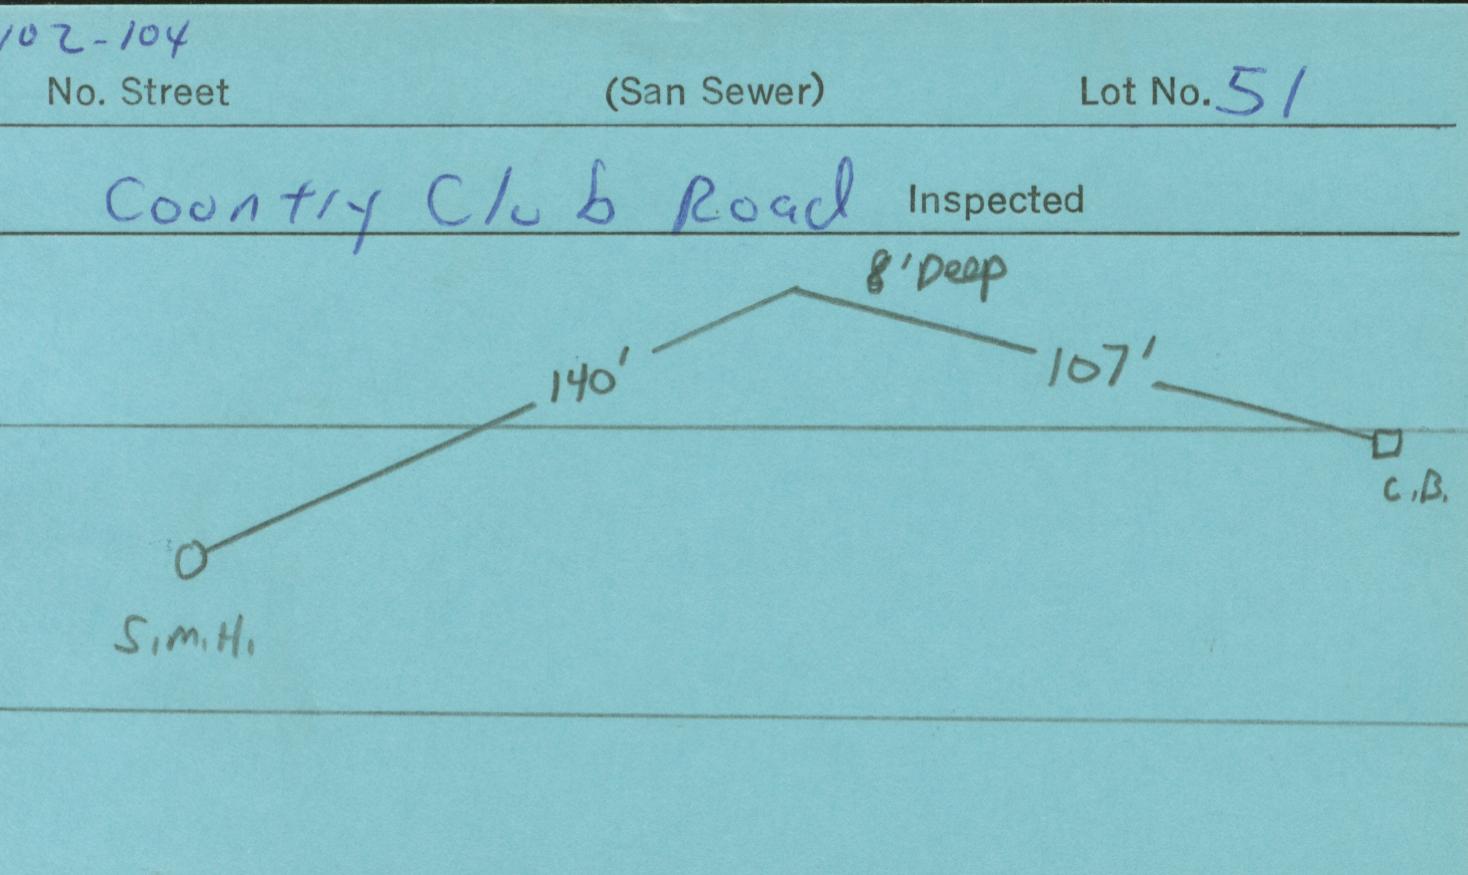 102-104
No. Street (San Sewer) Lot No. 51
Country Club Road Inspected
8' Deep
140' 107'
C.B.
S.M.H.